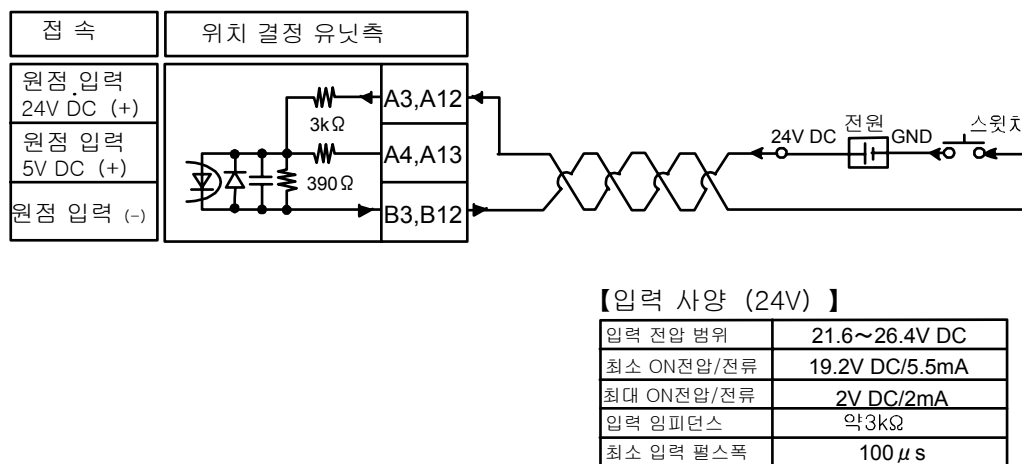 접 속
위치 결정 유닛측
원점 입력
24V DC (+)
원점 입력
5V DC (+)
원점 입력 (-)
3kΩ
390Ω
A3,A12
A4,A13
B3,B12
24V DC
전원
GND
스윗치
【입력 사양 (24V) 】
입력 전압 범위 21.6~26.4V DC
최소 ON전압/전류 19.2V DC/5.5mA
최대 ON전압/전류 2V DC/2mA
입력 임피던스 약3kΩ
최소 입력 펄스폭 100 μ s